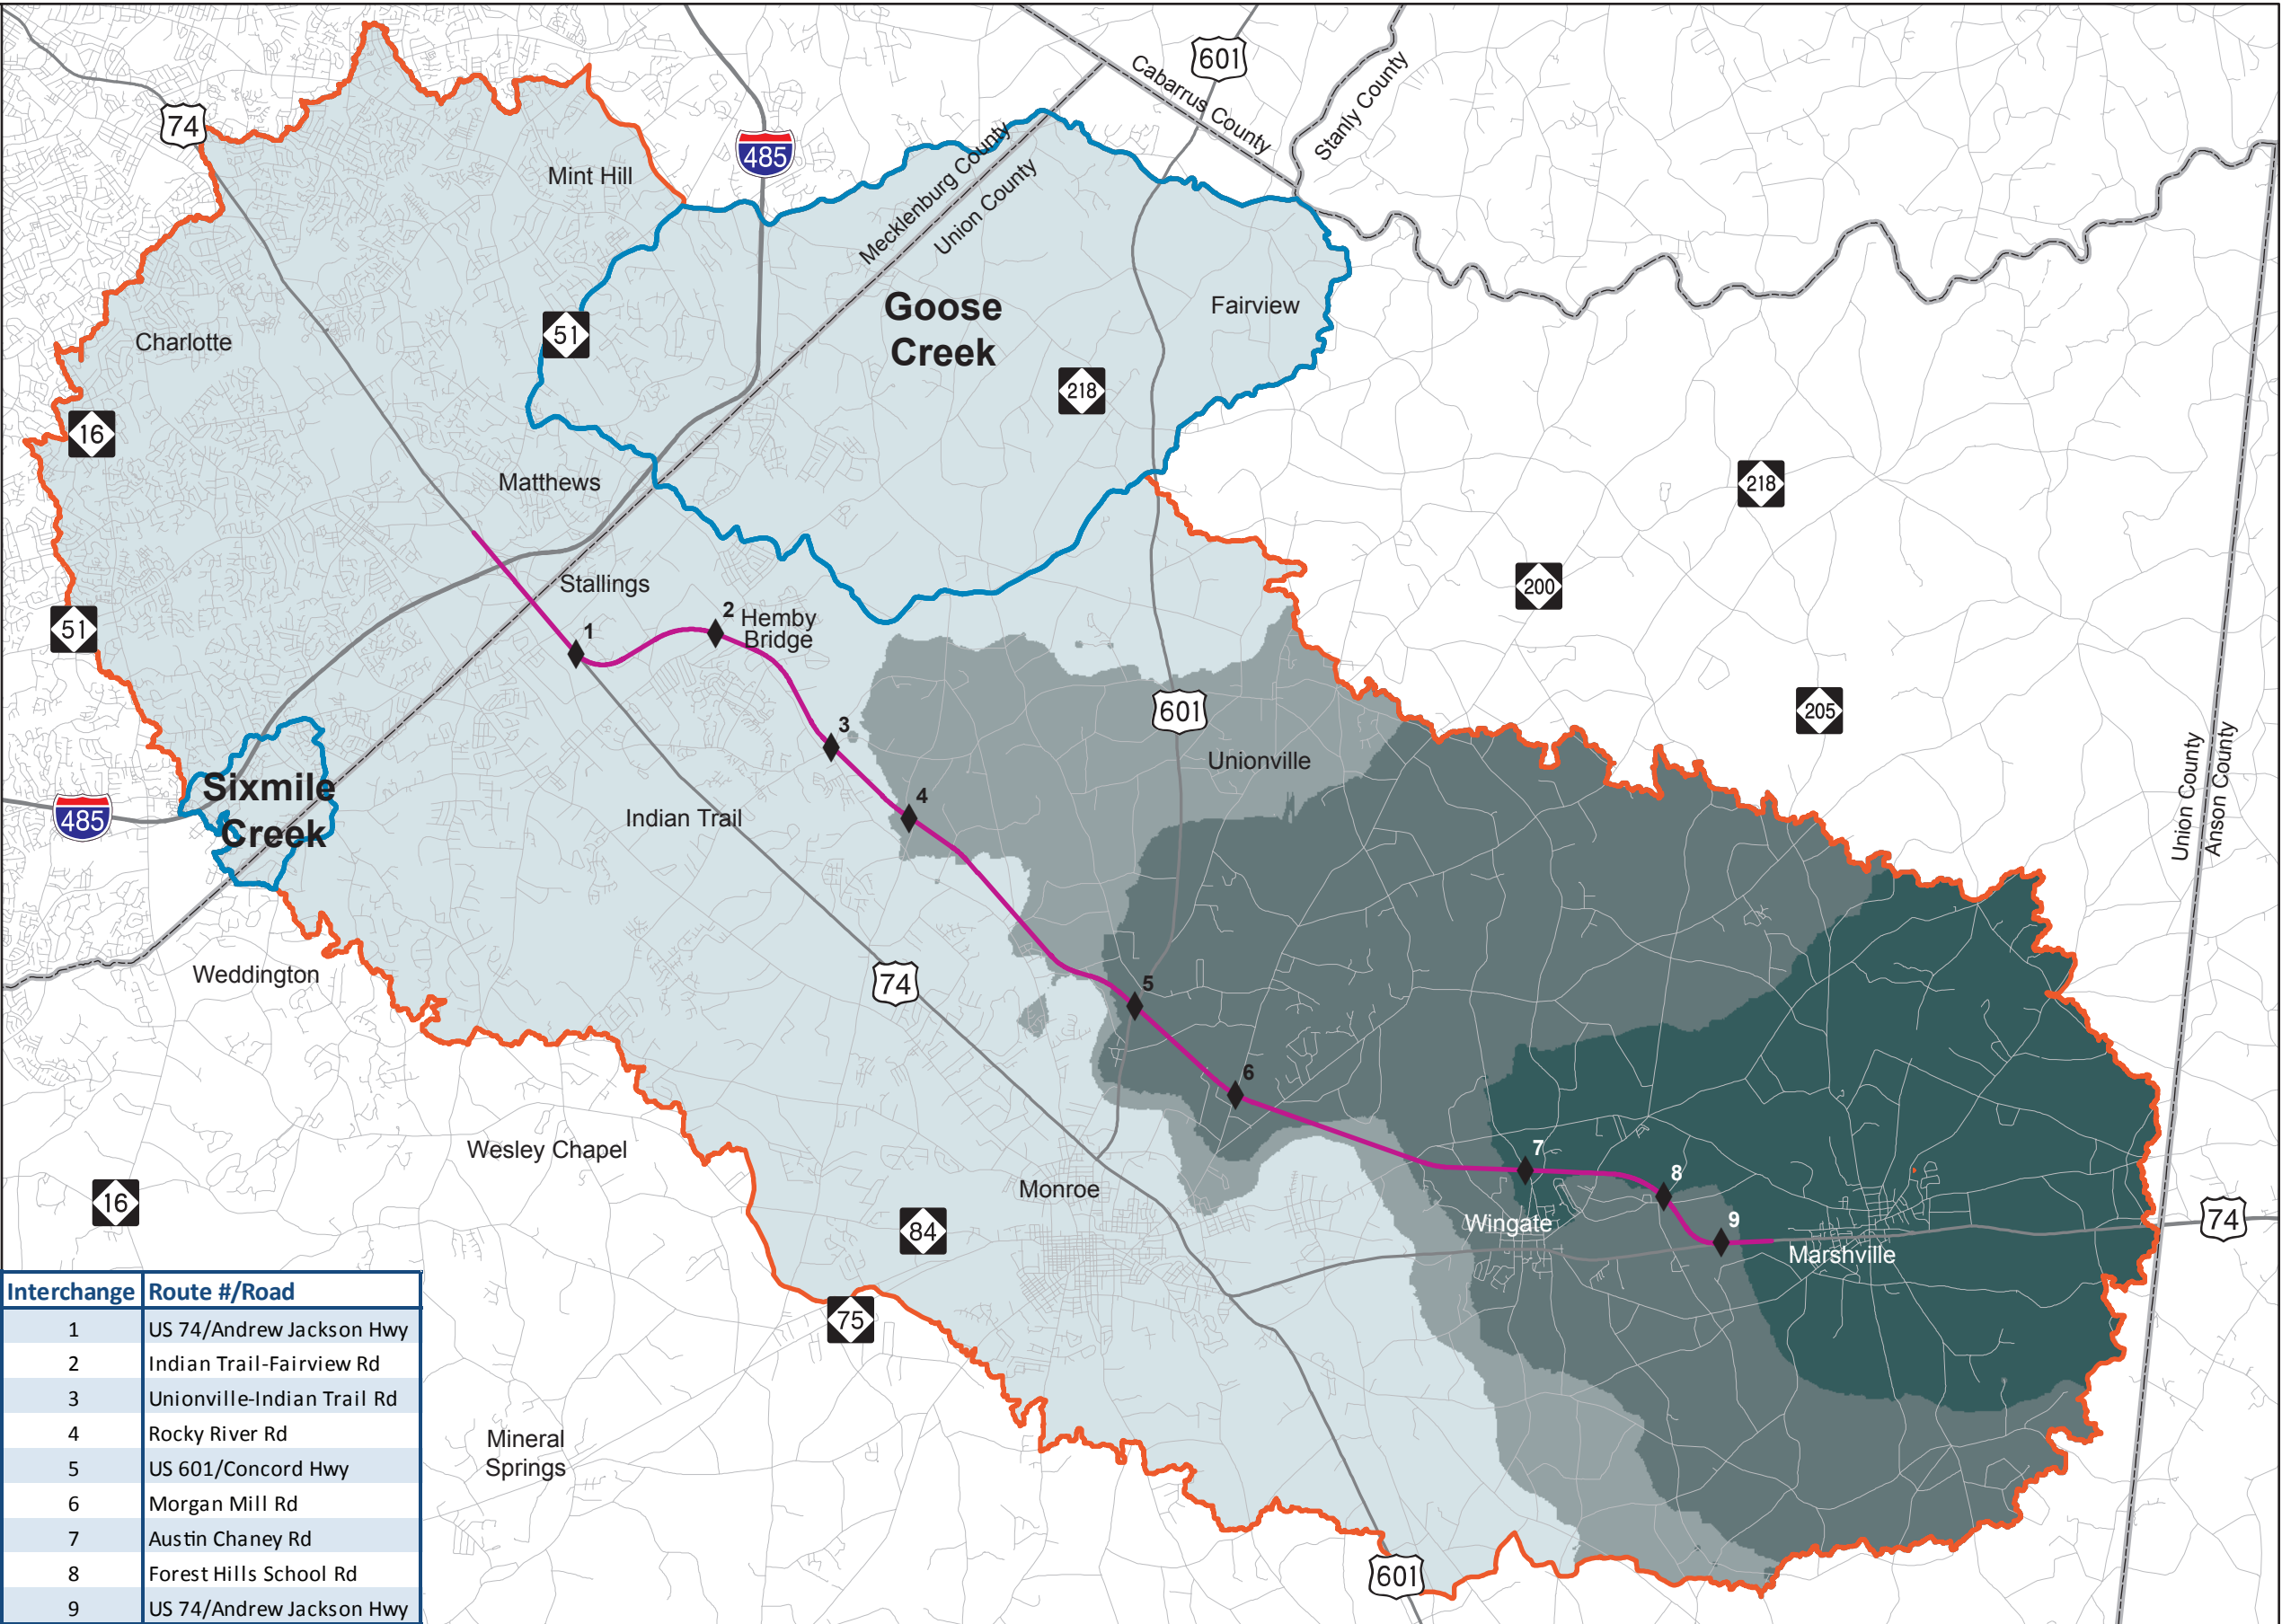 601
Cabarrus County
Stanly County
74
485
Mint Hill
Mecklenburg County
Union County
Goose
Creek
Fairview
51
Charlotte
218
16
Matthews
218
Stallings
200
51
1
2
Hemby
Bridge
3
601
205
Unionville
Union County
Anson County
Sixmile
Creek
485
Indian Trail
4
Weddington
74
5
6
Wesley Chapel
7
8
Monroe
16
84
Wingate
9
74
Marshville
75
Mineral
Springs
601
Interchange Route #/Road
1 US 74/Andrew Jackson Hwy
2 Indian Trail-Fairview Rd
3 Unionville-Indian Trail Rd
4 Rocky River Rd
5 US 601/Concord Hwy
6 Morgan Mill Rd
7 Austin Chaney Rd
8 Forest Hills School Rd
9 US 74/Andrew Jackson Hwy